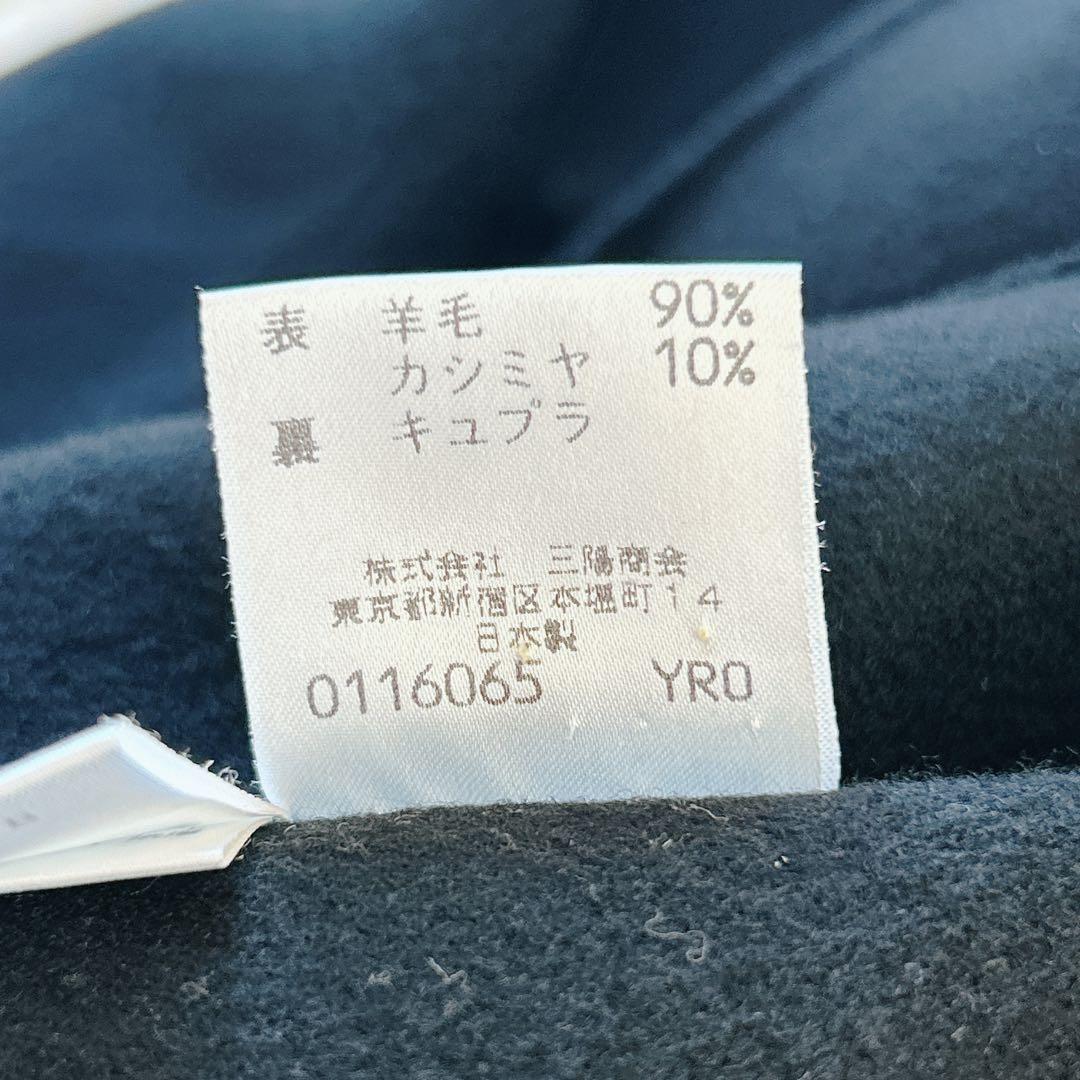 表 羊毛 90%
カシミヤ 10%
裏 キュプラ
株式会社 三陽商会
東京都新宿区本塩町14
日本製
0116065 YR0